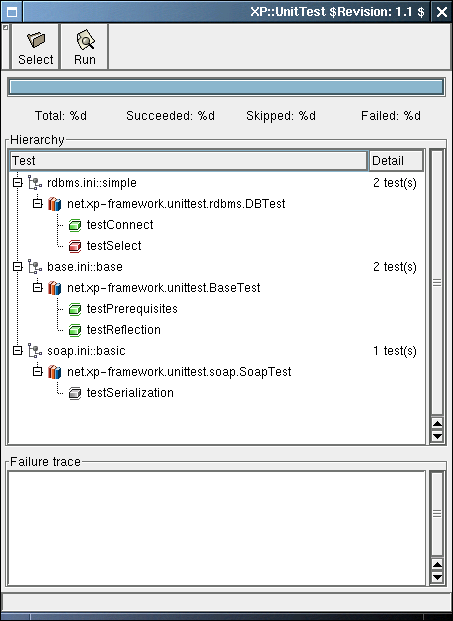 XP::UnitTest $Revision: 1.1 $
Select Run
Total: %d Succeeded: %d Skipped: %d Failed: %d
Hierarchy
Test Detail
rdbms.ini::simple 2 test(s)
net.xp-framework.unittest.rdbms.DBTest
testConnect
testSelect
base.ini::base 2 test(s)
net.xp-framework.unittest.BaseTest
testPrerequisites
testReflection
soap.ini::basic 1 test(s)
net.xp-framework.unittest.soap.SoapTest
testSerialization
Failure trace